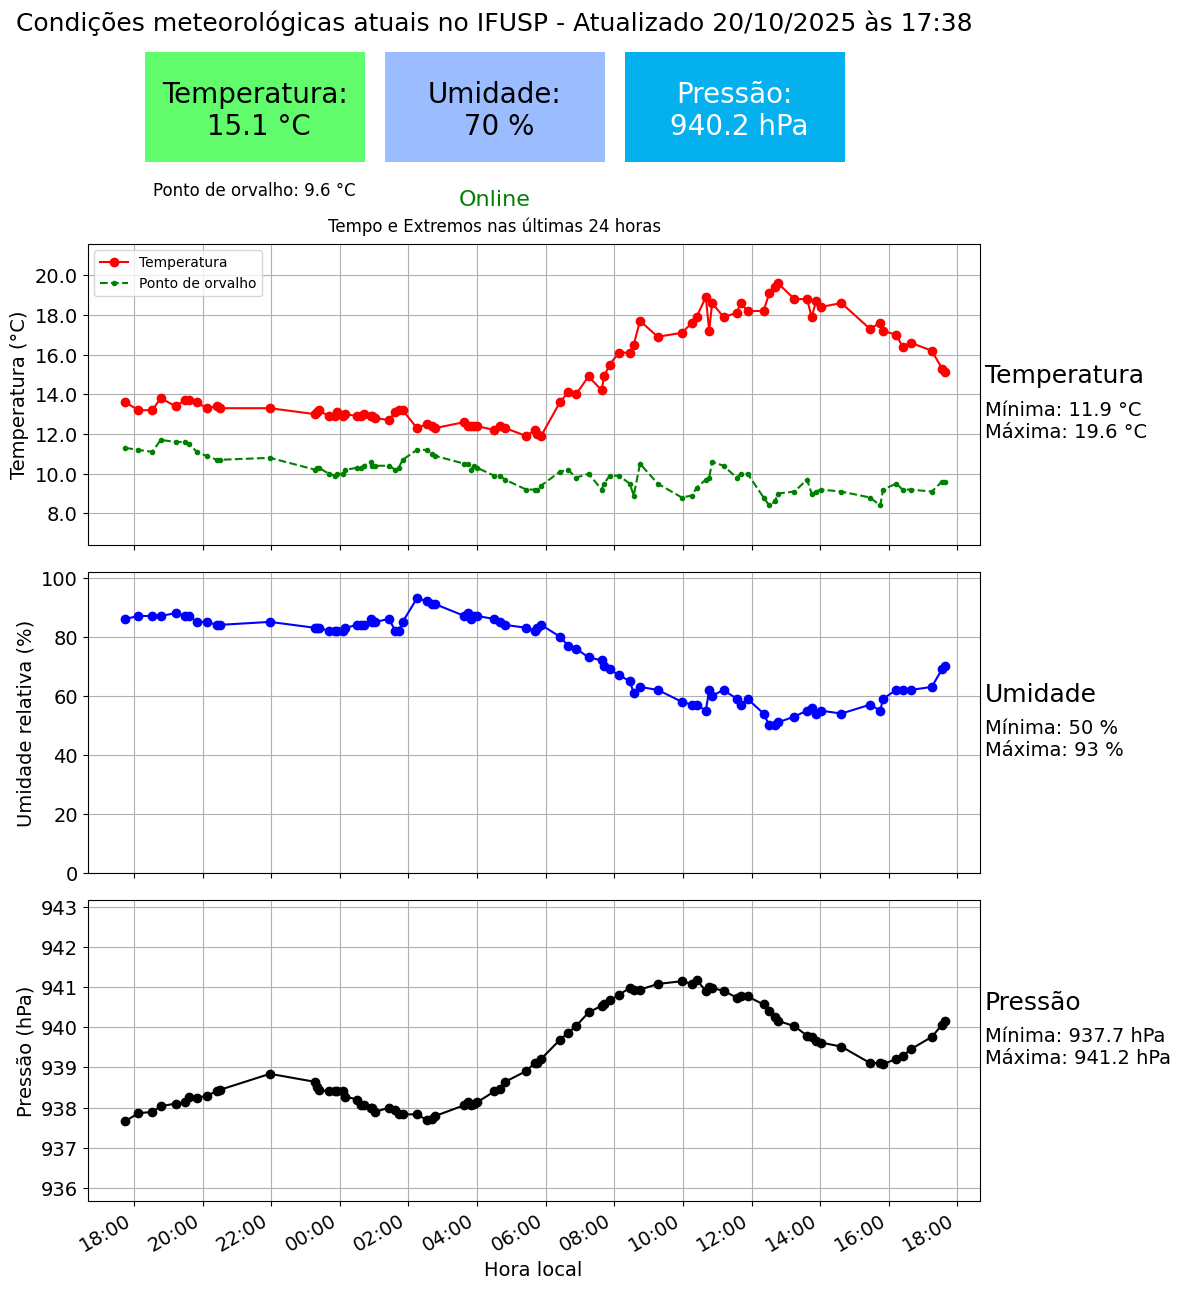 Condições meteorológicas atuais no IFUSP - Atualizado 20/10/2025 às 17:38
Temperatura:
15.1 °C
Umidade:
70 %
Pressão:
940.2 hPa
Ponto de orvalho: 9.6 °C
Online
Tempo e Extremos nas últimas 24 horas
Temperatura
Ponto de orvalho
Temperatura (°C)
20.0
18.0
16.0
14.0
12.0
10.0
8.0
Temperatura
Mínima: 11.9 °C
Máxima: 19.6 °C
Umidade relativa (%)
100
80
60
40
20
0
Umidade
Mínima: 50 %
Máxima: 93 %
Pressão (hPa)
943
942
941
940
939
938
937
936
Pressão
Mínima: 937.7 hPa
Máxima: 941.2 hPa
18:00
20:00
22:00
00:00
02:00
04:00
06:00
08:00
10:00
12:00
14:00
16:00
18:00
Hora local